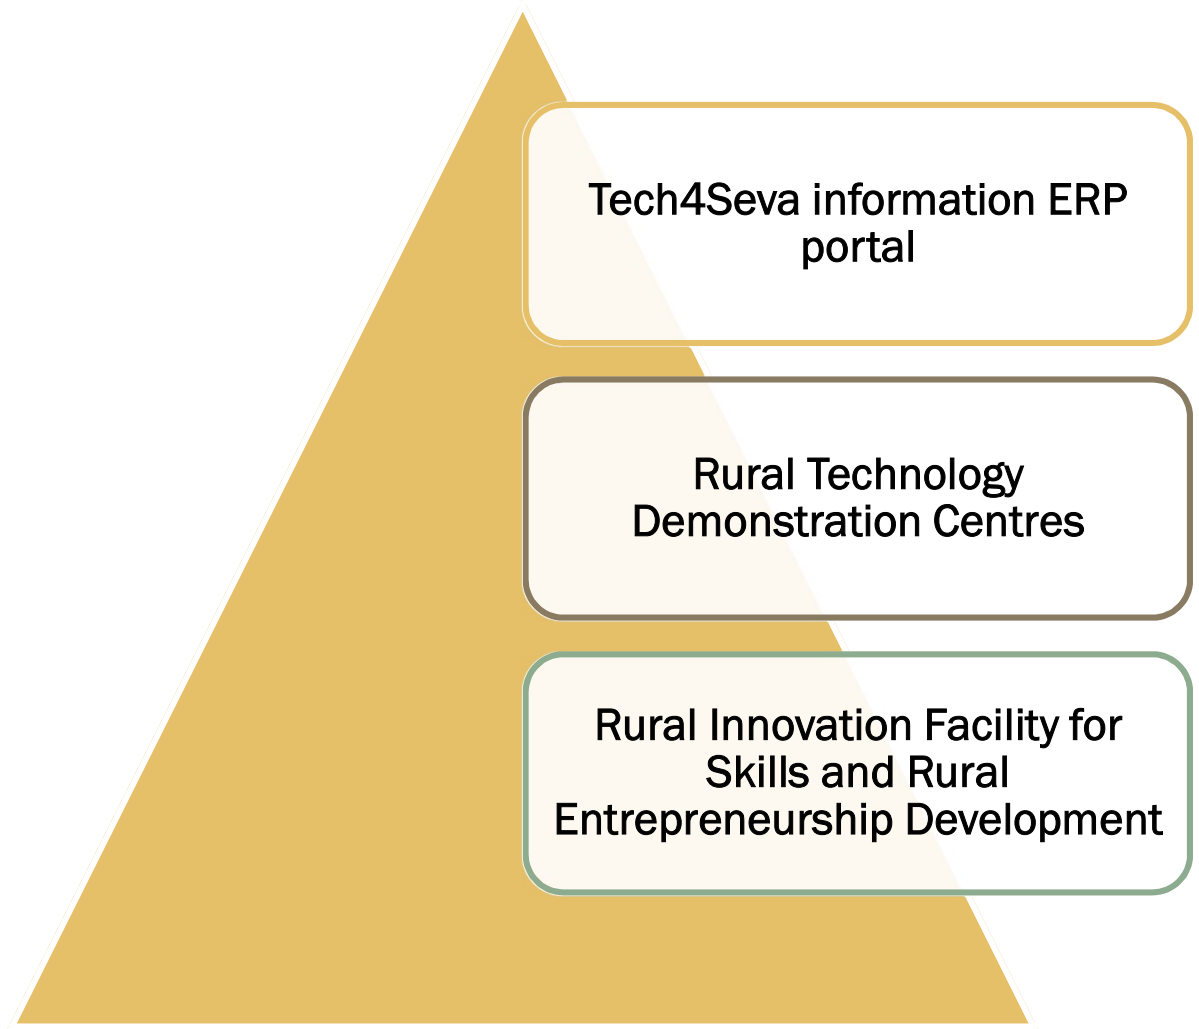 Tech4Seva information ERP
portal
Rural Technology
Demonstration Centres
Rural Innovation Facility for
Skills and Rural
Entrepreneurship Development